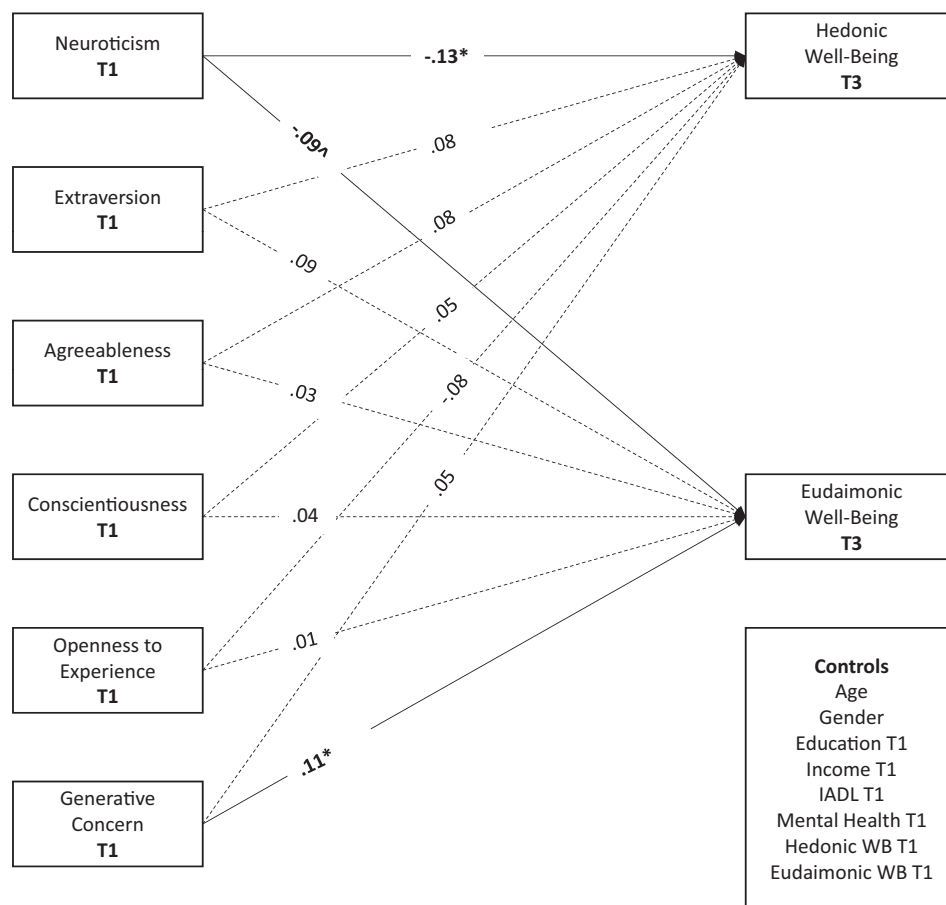 Neuroticism
T1
-.13*
Hedonic
Well-Being
T3
-.09^
.08
Extraversion
T1
.08
.09
Agreeableness
T1
.05
.03
-.08
Conscientiousness
T1
.05
.04
Eudaimonic
Well-Being
T3
Openness to
Experience
T1
.01
Generative
Concern
T1
.11*
Controls
Age
Gender
Education T1
Income T1
IADL T1
Mental Health T1
Hedonic WB T1
Eudaimonic WB T1